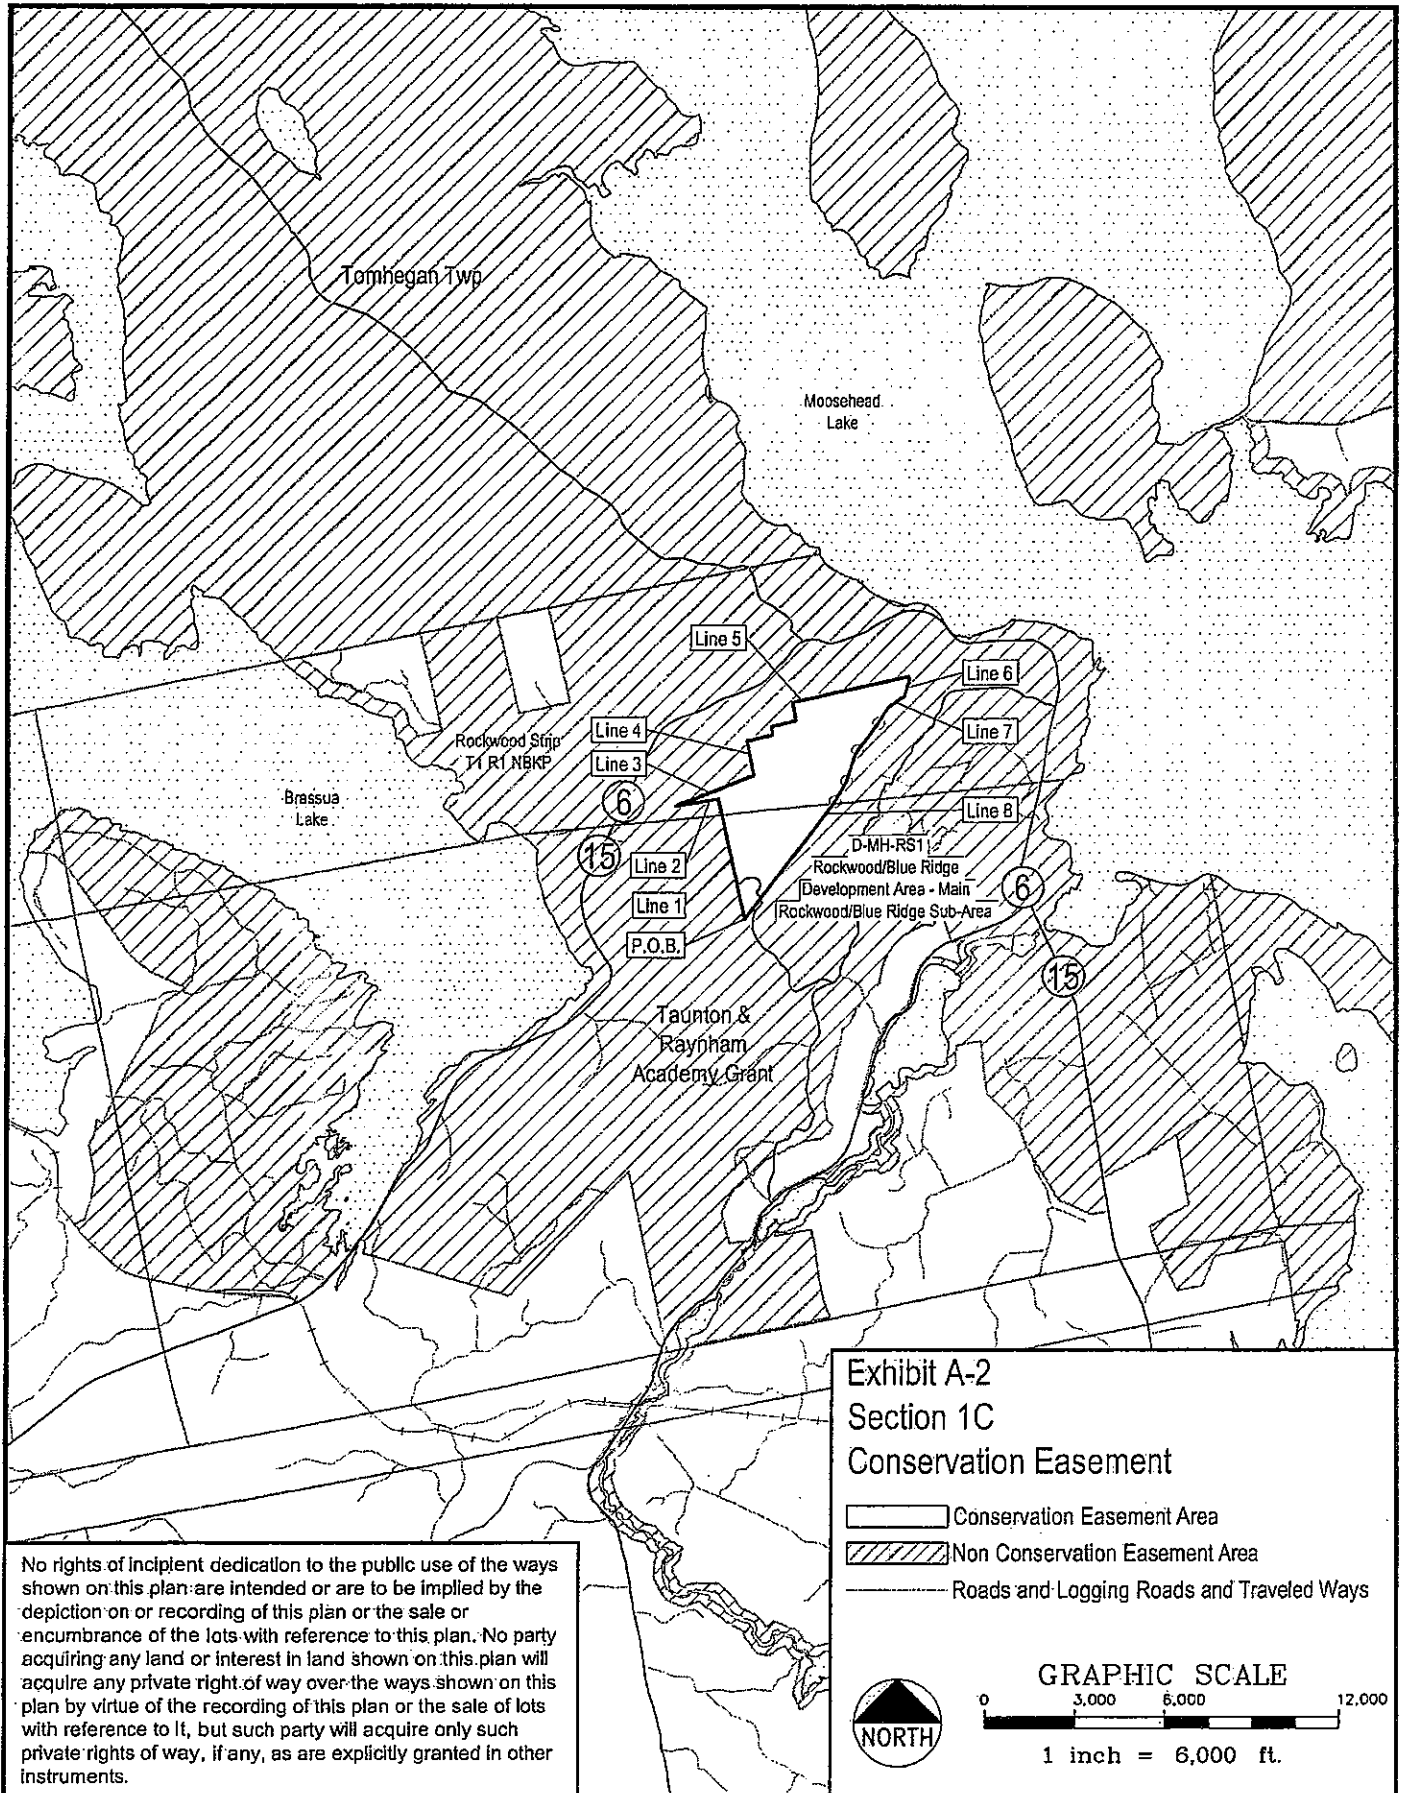 Tomhegan Twp
Moosehead
Lake
Line 5
Line 6
Line 4
Rockwood Strip
T1 R1 NBKP
Line 7
Line 3
Brassua
Lake
6
Line 8
15
D-MH-RS1
Line 2
Rockwood/Blue Ridge
6
Development Area - Main
Line 1
Rockwood/Blue Ridge Sub-Area
P.O.B.
15
Taunton &
Raynham
Academy Grant
Exhibit A-2
Section 1C
Conservation Easement
Conservation Easement Area
Non Conservation Easement Area
Roads and Logging Roads and Traveled Ways
No rights of incipient dedication to the public use of the ways
shown on this plan are intended or are to be implied by the
depiction on or recording of this plan or the sale or
encumbrance of the lots with reference to this plan. No party
acquiring any land or interest in land shown on this plan will
acquire any private right of way over the ways shown on this
plan by virtue of the recording of this plan or the sale of lots
with reference to it, but such party will acquire only such
private rights of way, if any, as are explicitly granted in other
instruments.
NORTH
GRAPHIC SCALE
0 3,000 6,000 12,000
1 inch = 6,000 ft.